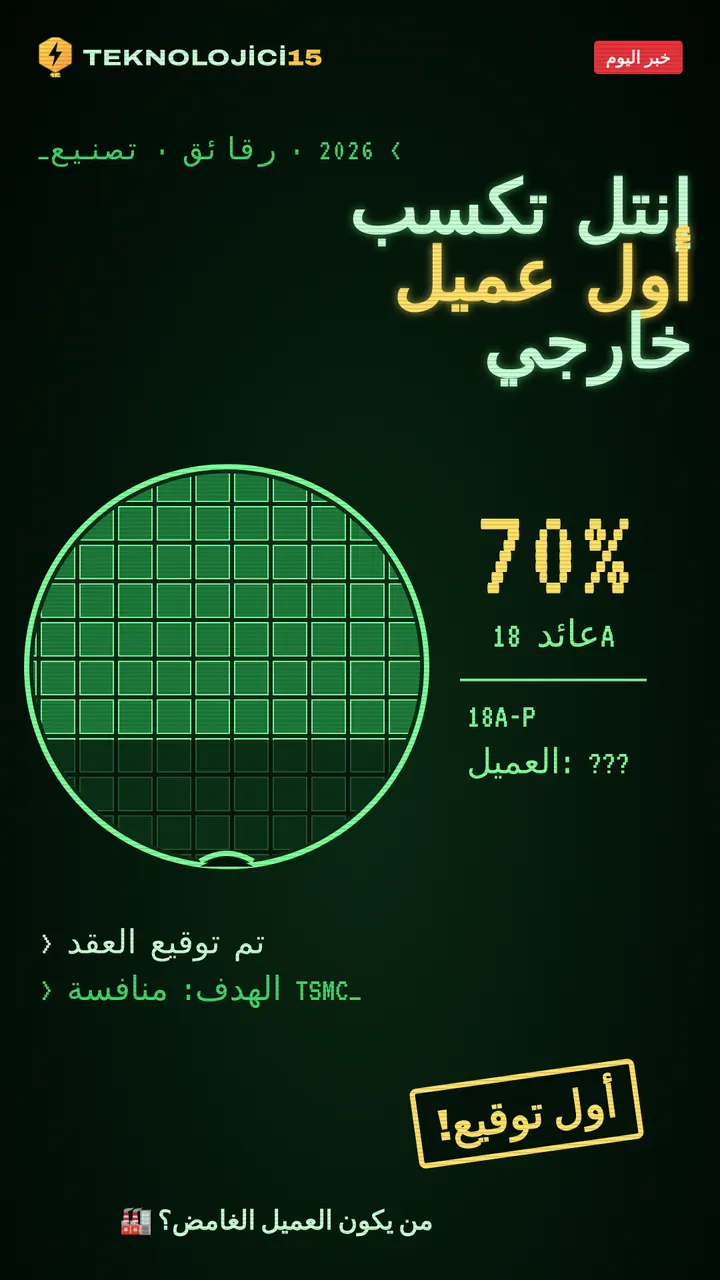 TEKNOLOJİCİ15
خبر اليوم
› 2026 · رقائق · تصنيع_
إنتل تكسب
أول عميل
خارجي
70%
عائد 18A
18A-P
العميل: ???
› تم توقيع العقد
› الهدف: منافسة TSMC_
أول توقيع!
من يكون العميل الغامض؟ 🏭